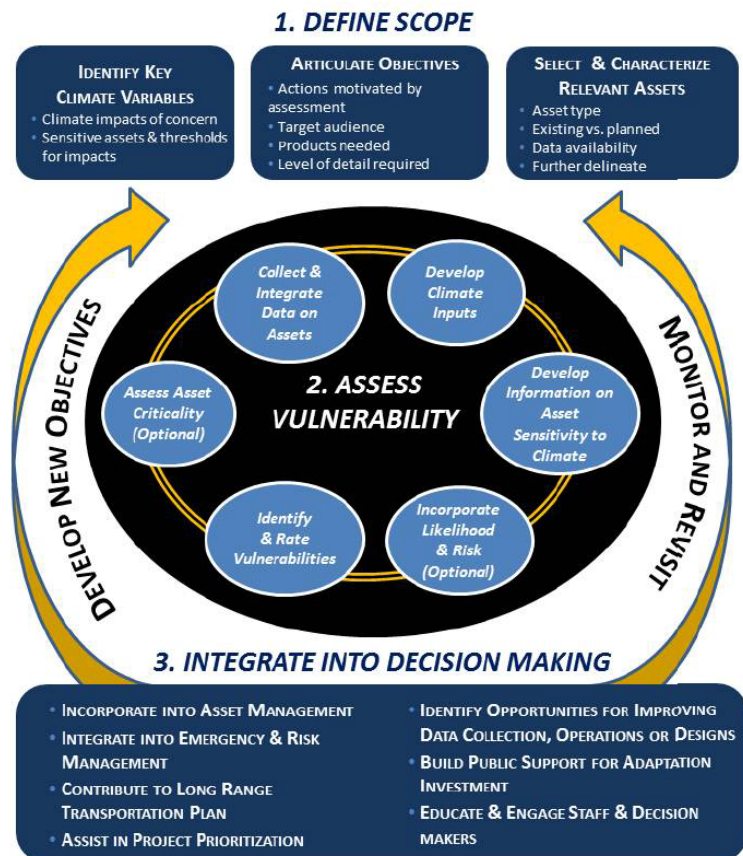 1. DEFINE SCOPE
IDENTIFY KEY
CLIMATE VARIABLES
• Climate impacts of concern
• Sensitive assets & thresholds
for impacts
ARTICULATE OBJECTIVES
• Actions motivated by
assessment
• Target audience
• Products needed
• Level of detail required
SELECT & CHARACTERIZE
RELEVANT ASSETS
• Asset type
• Existing vs. planned
• Data availability
• Further delineate
DEVELOP NEW OBJECTIVES
MONITOR AND REVISIT
2. ASSESS
VULNERABILITY
Collect &
Integrate
Data on
Assets
Develop
Climate
Inputs
Develop
Information on
Asset
Sensitivity to
Climate
Incorporate
Likelihood
& Risk
(Optional)
Identify
& Rate
Vulnerabilities
Assess Asset
Criticality
(Optional)
3. INTEGRATE INTO DECISION MAKING
• INCORPORATE INTO ASSET MANAGEMENT
• INTEGRATE INTO EMERGENCY & RISK
MANAGEMENT
• CONTRIBUTE TO LONG RANGE
TRANSPORTATION PLAN
• ASSIST IN PROJECT PRIORITIZATION
• IDENTIFY OPPORTUNITIES FOR IMPROVING
DATA COLLECTION, OPERATIONS OR DESIGNS
• BUILD PUBLIC SUPPORT FOR ADAPTATION
INVESTMENT
• EDUCATE & ENGAGE STAFF & DECISION
MAKERS